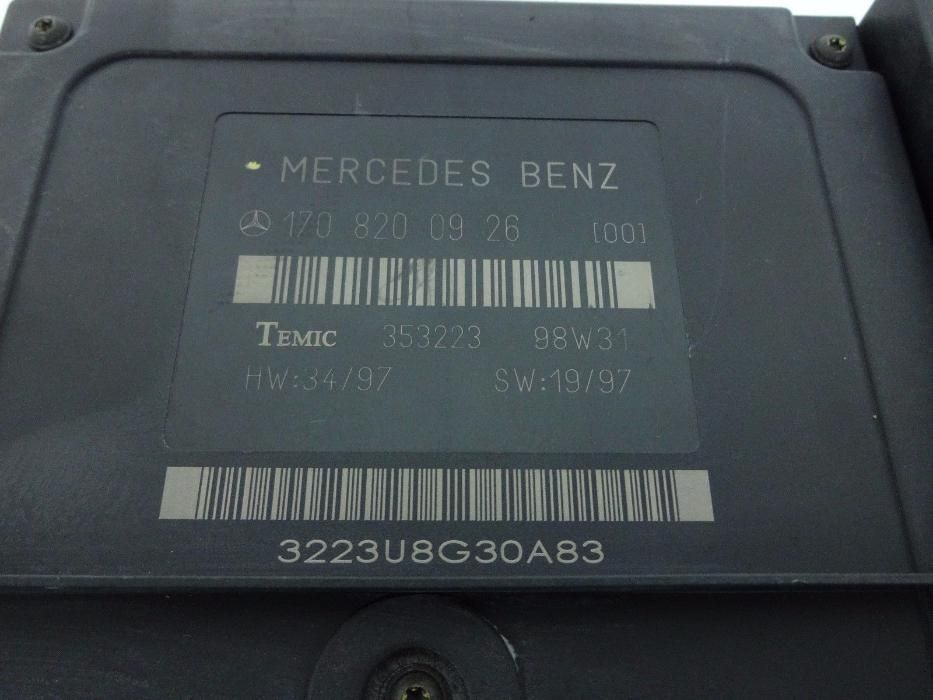 MERCEDES BENZ
170 820 09 26 [00]
TEMIC 353223 98W31
HW:34/97 SW:19/97
3223U8G30A83